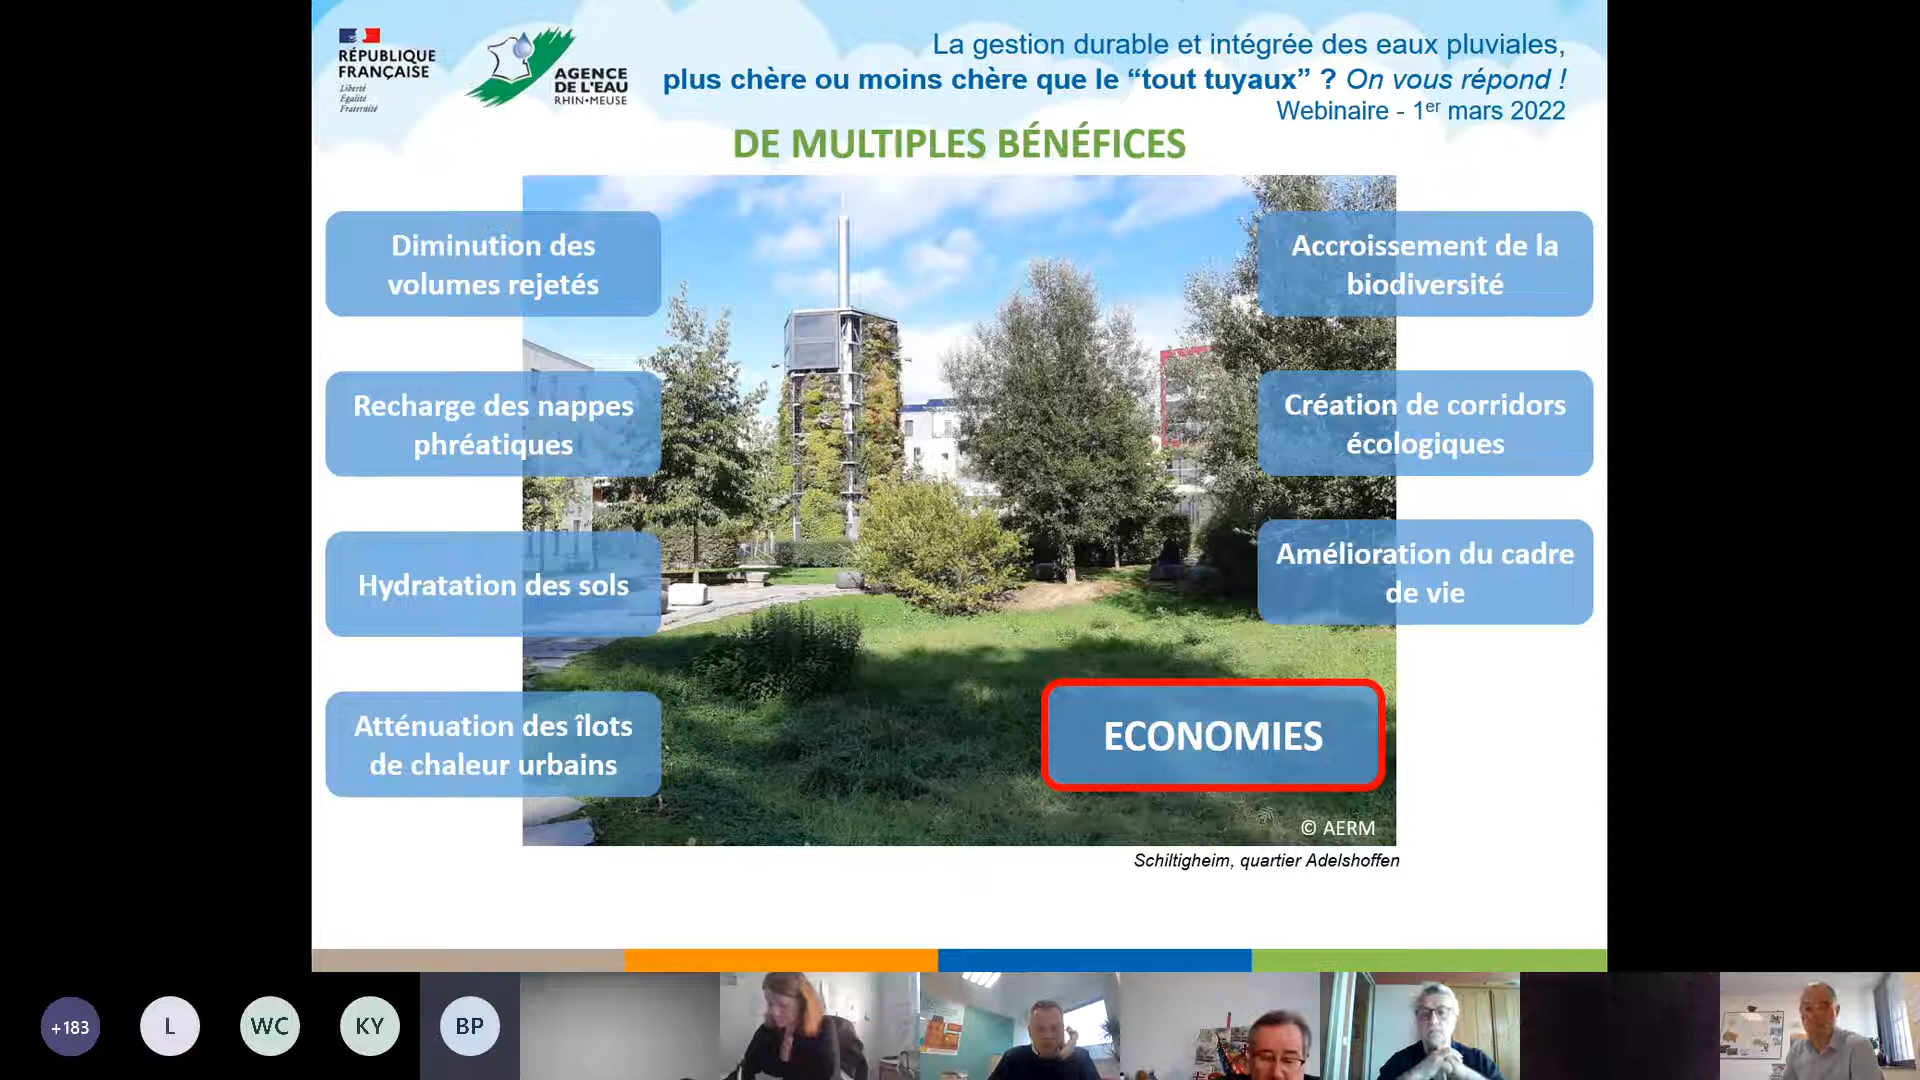 RÉPUBLIQUE
FRANÇAISE
Liberté
Égalité
Fraternité
AGENCE
DE L'EAU
RHIN•MEUSE
La gestion durable et intégrée des eaux pluviales,
plus chère ou moins chère que le “tout tuyaux” ? On vous répond !
Webinaire - 1er mars 2022
DE MULTIPLES BÉNÉFICES
Diminution des
volumes rejetés
Recharge des nappes
phréatiques
Hydratation des sols
Atténuation des îlots
de chaleur urbains
Accroissement de la
biodiversité
Création de corridors
écologiques
Amélioration du cadre
de vie
ECONOMIES
© AERM
Schiltigheim, quartier Adelshoffen
+183
L
WC
KY
BP